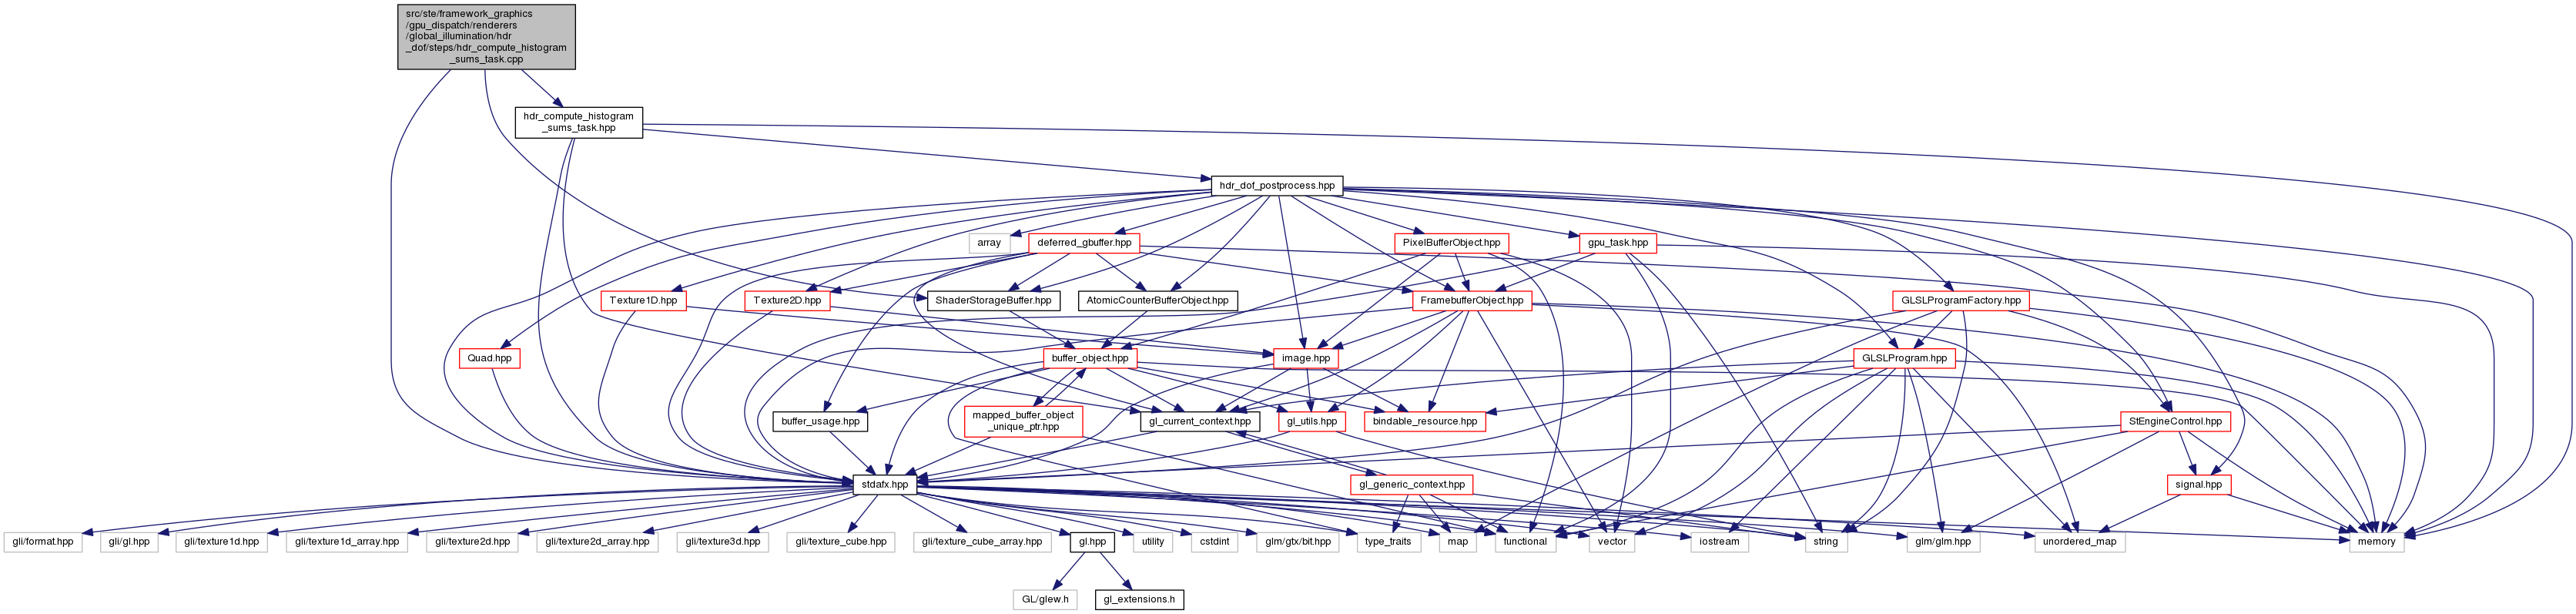 src/ste/framework_graphics
/gpu_dispatch/renderers
/global_illumination/hdr
_dof/steps/hdr_compute_histogram
_sums_task.cpp
hdr_compute_histogram
_sums_task.hpp
hdr_dof_postprocess.hpp
array
deferred_gbuffer.hpp
PixelBufferObject.hpp
gpu_task.hpp
Texture1D.hpp
Texture2D.hpp
ShaderStorageBuffer.hpp
AtomicCounterBufferObject.hpp
FramebufferObject.hpp
GLSLProgramFactory.hpp
Quad.hpp
buffer_object.hpp
image.hpp
GLSLProgram.hpp
buffer_usage.hpp
mapped_buffer_object
_unique_ptr.hpp
gl_current_context.hpp
gl_utils.hpp
bindable_resource.hpp
StEngineControl.hpp
stdafx.hpp
gl_generic_context.hpp
signal.hpp
gli/format.hpp
gli/gl.hpp
gli/texture1d.hpp
gli/texture1d_array.hpp
gli/texture2d.hpp
gli/texture2d_array.hpp
gli/texture3d.hpp
gli/texture_cube.hpp
gli/texture_cube_array.hpp
gl.hpp
utility
cstdint
glm/gtx/bit.hpp
type_traits
map
functional
vector
iostream
string
glm/glm.hpp
unordered_map
memory
GL/glew.h
gl_extensions.h